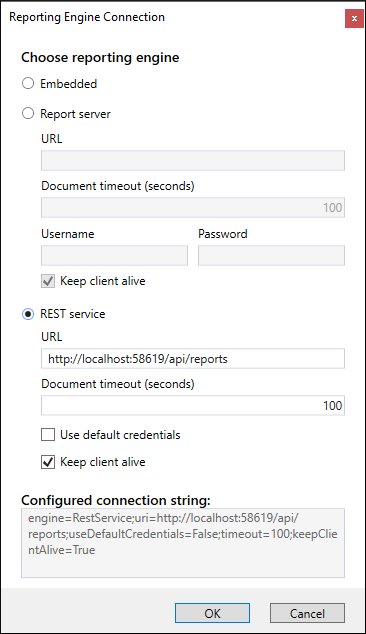 Reporting Engine Connection
x
Choose reporting engine
Embedded
Report server
URL
Document timeout (seconds)
100
Username Password
Keep client alive
REST service
URL
http://localhost:58619/api/reports
Document timeout (seconds)
100
Use default credentials
Keep client alive
Configured connection string:
engine=RestService;uri=http://localhost:58619/api/
reports;useDefaultCredentials=False;timeout=100;keepClie
ntAlive=True
OK Cancel